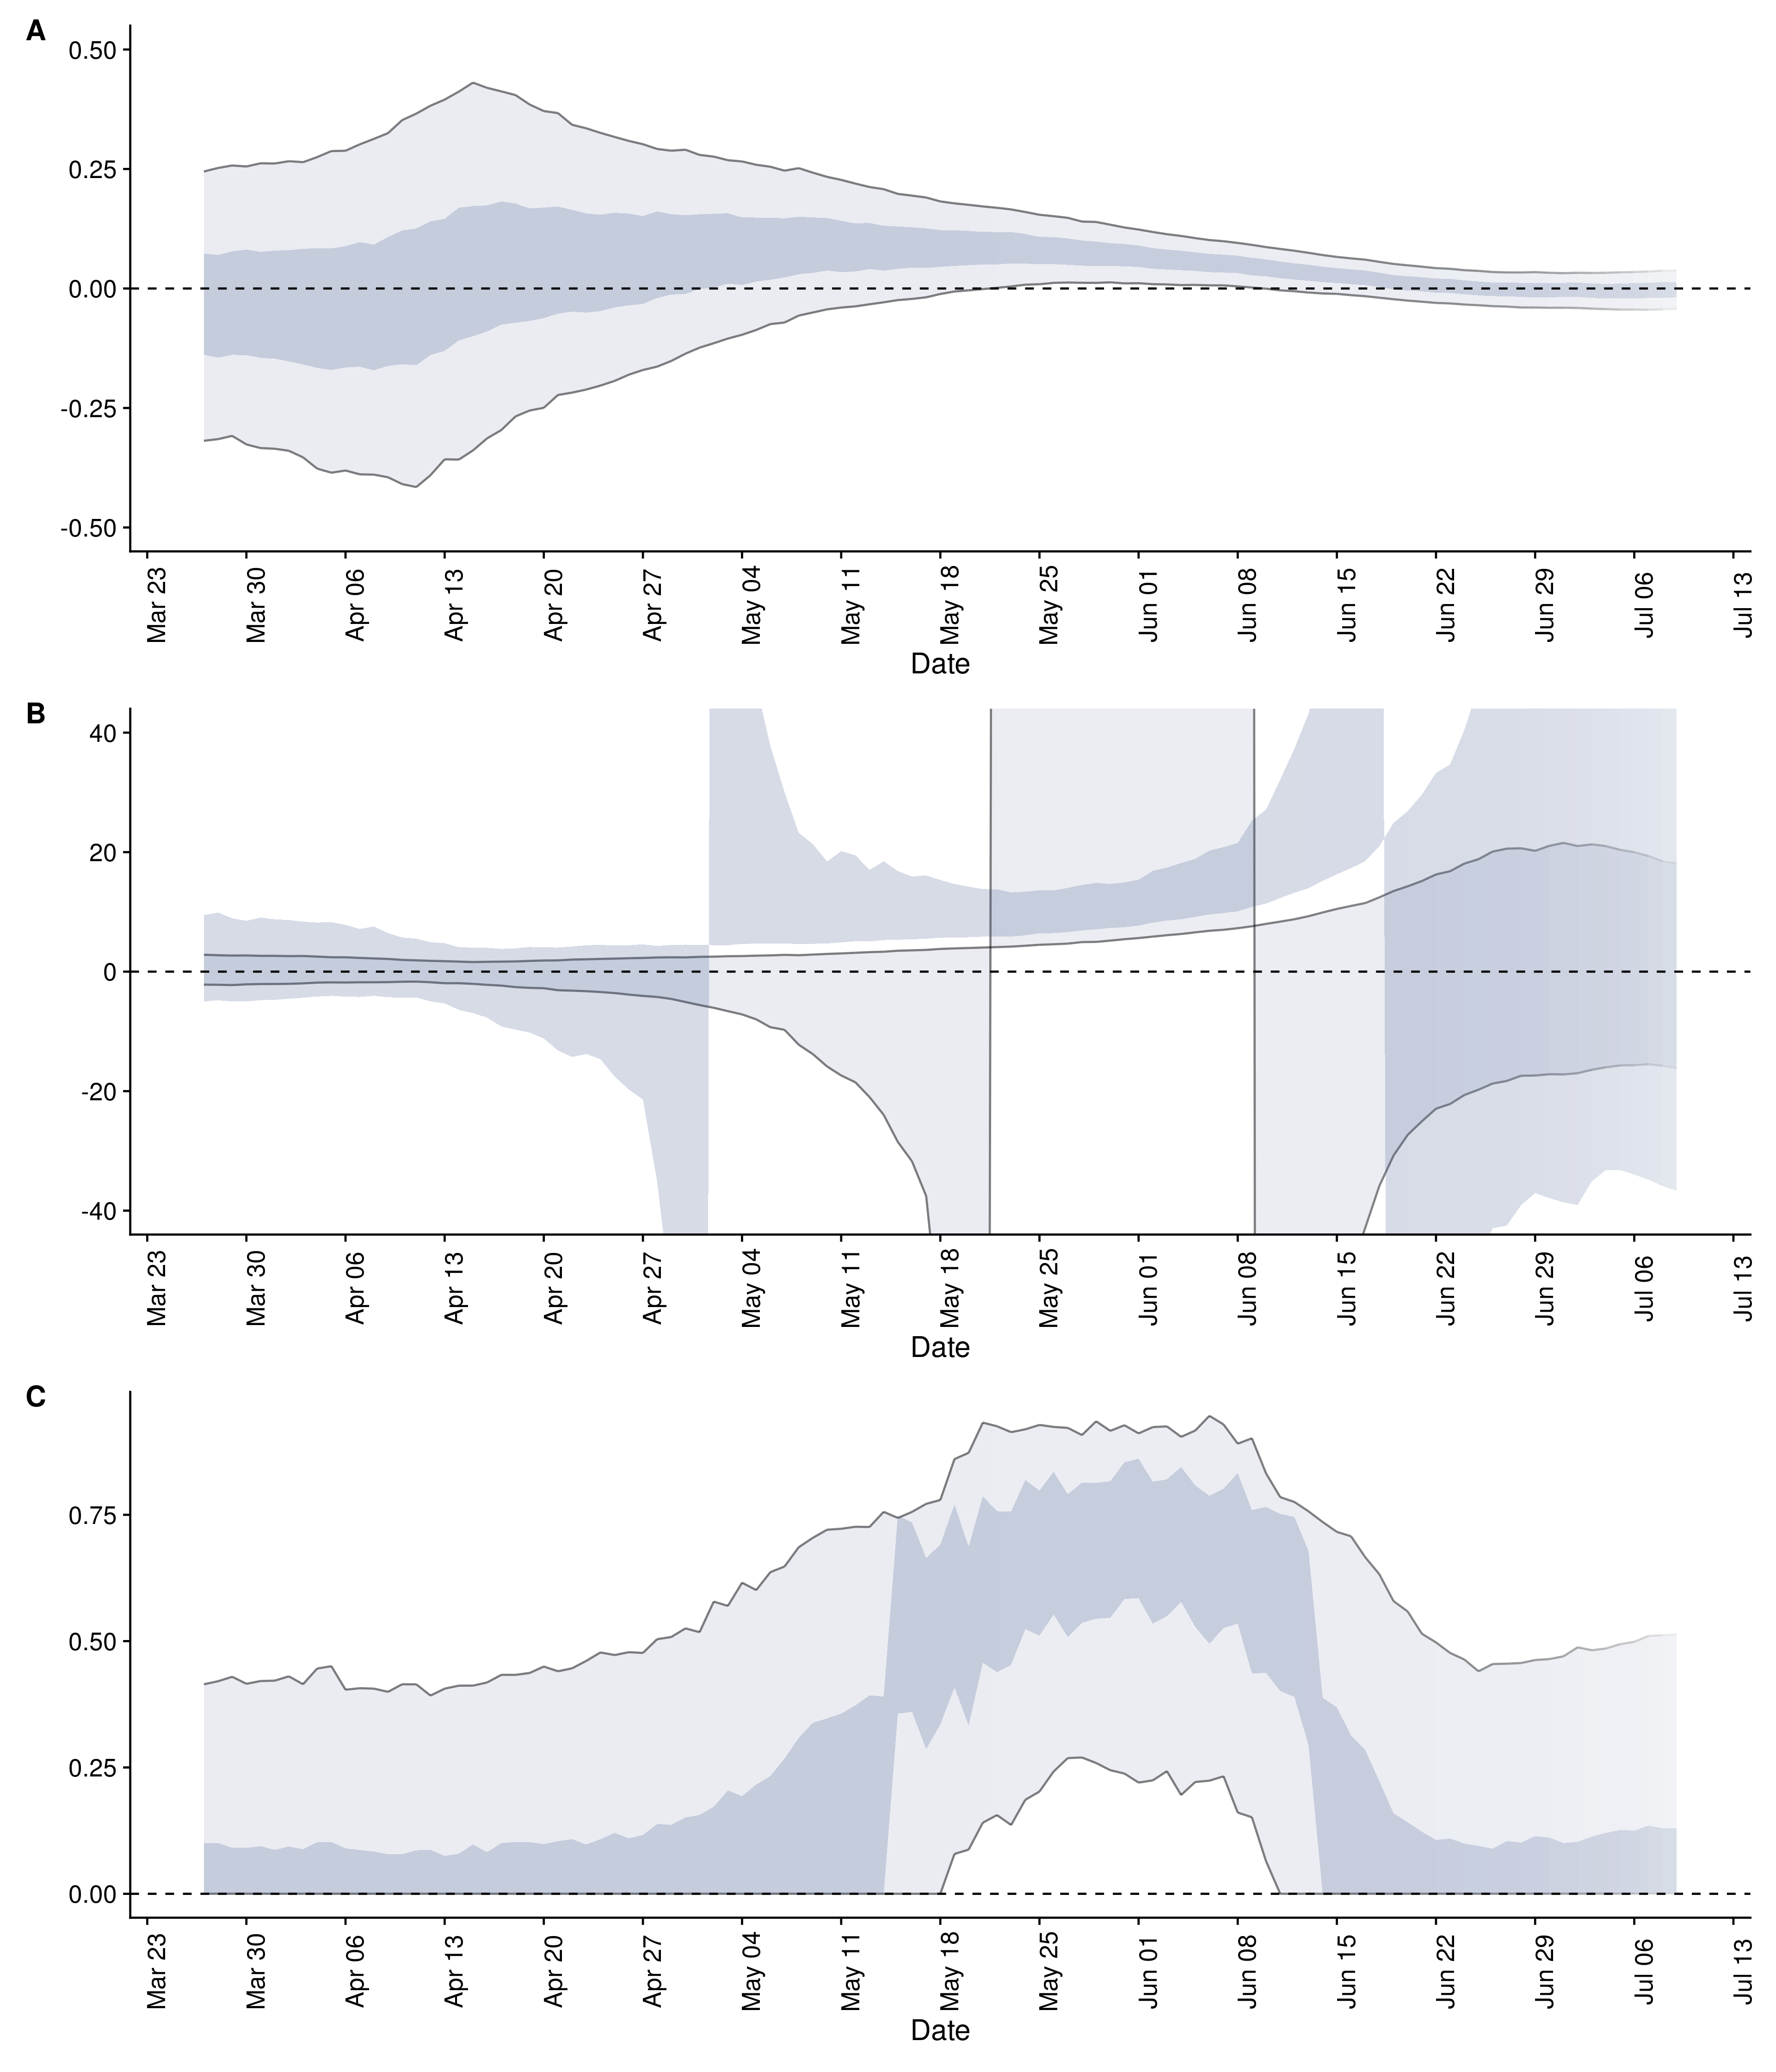 A
0.50
0.25
0.00
-0.25
-0.50
Mar 23
Mar 30
Apr 06
Apr 13
Apr 20
Apr 27
May 04
May 11
May 18
May 25
Jun 01
Jun 08
Jun 15
Jun 22
Jun 29
Jul 06
Jul 13
Date
B
40
20
0
-20
-40
Mar 23
Mar 30
Apr 06
Apr 13
Apr 20
Apr 27
May 04
May 11
May 18
May 25
Jun 01
Jun 08
Jun 15
Jun 22
Jun 29
Jul 06
Jul 13
Date
C
0.75
0.50
0.25
0.00
Mar 23
Mar 30
Apr 06
Apr 13
Apr 20
Apr 27
May 04
May 11
May 18
May 25
Jun 01
Jun 08
Jun 15
Jun 22
Jun 29
Jul 06
Jul 13
Date